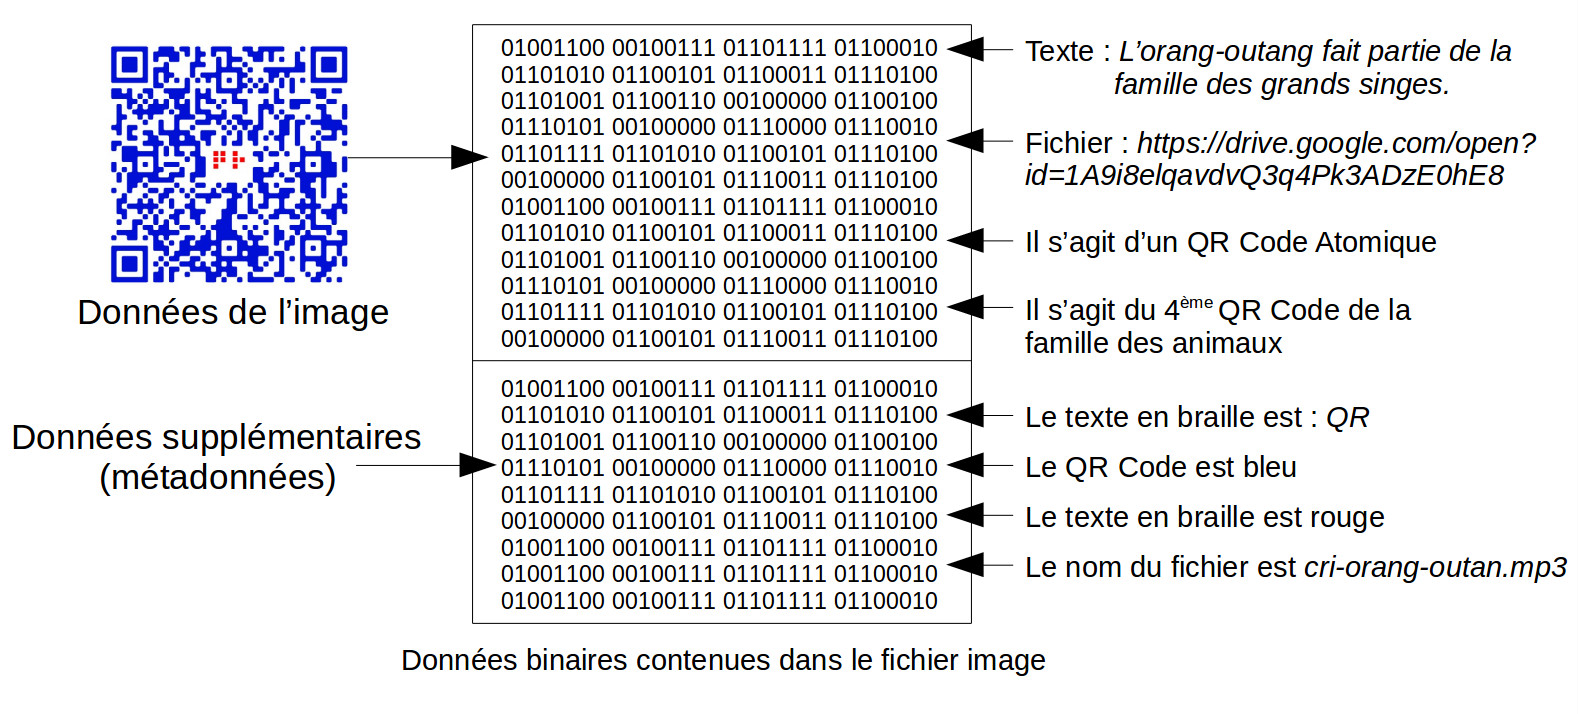 01001100 00100111 01101111 01100010
01101010 01100101 01100011 01110100
01101001 01100110 00100000 01100100
01110101 00100000 01110000 01110010
01101111 01101010 01100101 01110100
00100000 01100101 01110011 01110100
01001100 00100111 01101111 01100010
01101010 01100101 01100011 01110100
01101001 01100110 00100000 01100100
01110101 00100000 01110000 01110010
01101111 01101010 01100101 01110100
00100000 01100101 01110011 01110100
Texte : L’orang-outang fait partie de la
famille des grands singes.
Fichier : https://drive.google.com/open?
id=1A9i8elqavdvQ3q4Pk3ADzE0hE8
Il s’agit d’un QR Code Atomique
Il s’agit du 4ème QR Code de la
famille des animaux
Données de l’image
01001100 00100111 01101111 01100010
01101010 01100101 01100011 01110100
01101001 01100110 00100000 01100100
01110101 00100000 01110000 01110010
01101111 01101010 01100101 01110100
00100000 01100101 01110011 01110100
01001100 00100111 01101111 01100010
01001100 00100111 01101111 01100010
01001100 00100111 01101111 01100010
Données supplémentaires
(métadonnées)
Le texte en braille est : QR
Le QR Code est bleu
Le texte en braille est rouge
Le nom du fichier est cri-orang-outan.mp3
Données binaires contenues dans le fichier image